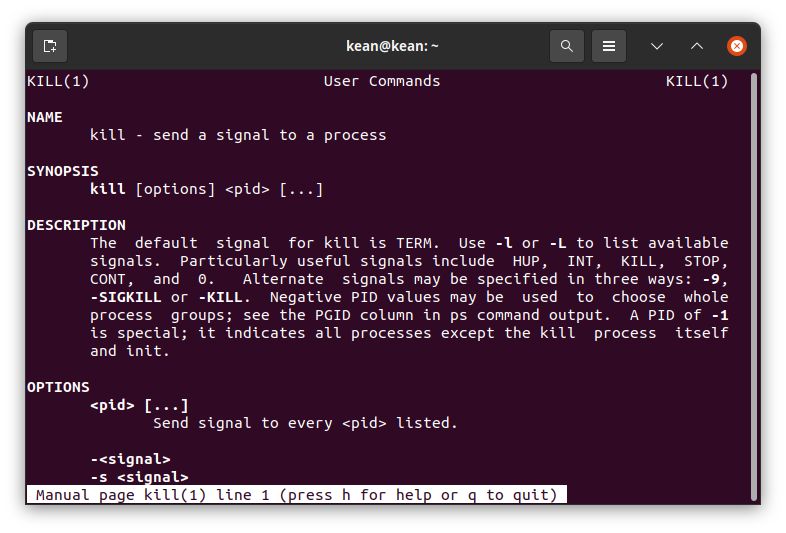 kean@kean: ~
KILL(1) User Commands KILL(1)
NAME
kill - send a signal to a process
SYNOPSIS
kill [options] <pid> [...]
DESCRIPTION
The default signal for kill is TERM. Use -l or -L to list available
signals. Particularly useful signals include HUP, INT, KILL, STOP,
CONT, and 0. Alternate signals may be specified in three ways: -9,
-SIGKILL or -KILL. Negative PID values may be used to choose whole
process groups; see the PGID column in ps command output. A PID of -1
is special; it indicates all processes except the kill process itself
and init.
OPTIONS
<pid> [...]
Send signal to every <pid> listed.
-<signal>
-s <signal>
Manual page kill(1) line 1 (press h for help or q to quit)